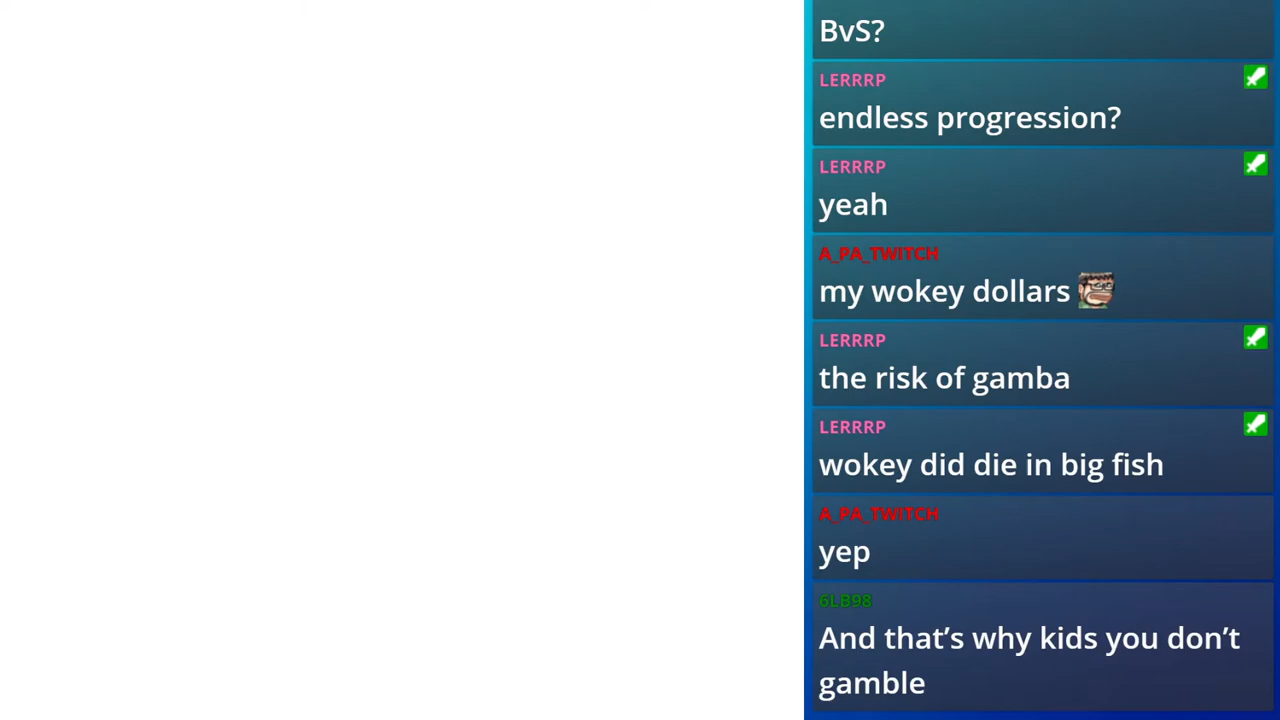 BvS?
LERRRP
endless progression?
LERRRP
yeah
A_PA_TWITCH
my wokey dollars
LERRRP
the risk of gamba
LERRRP
wokey did die in big fish
A_PA_TWITCH
yep
6LB98
And that’s why kids you don’t
gamble